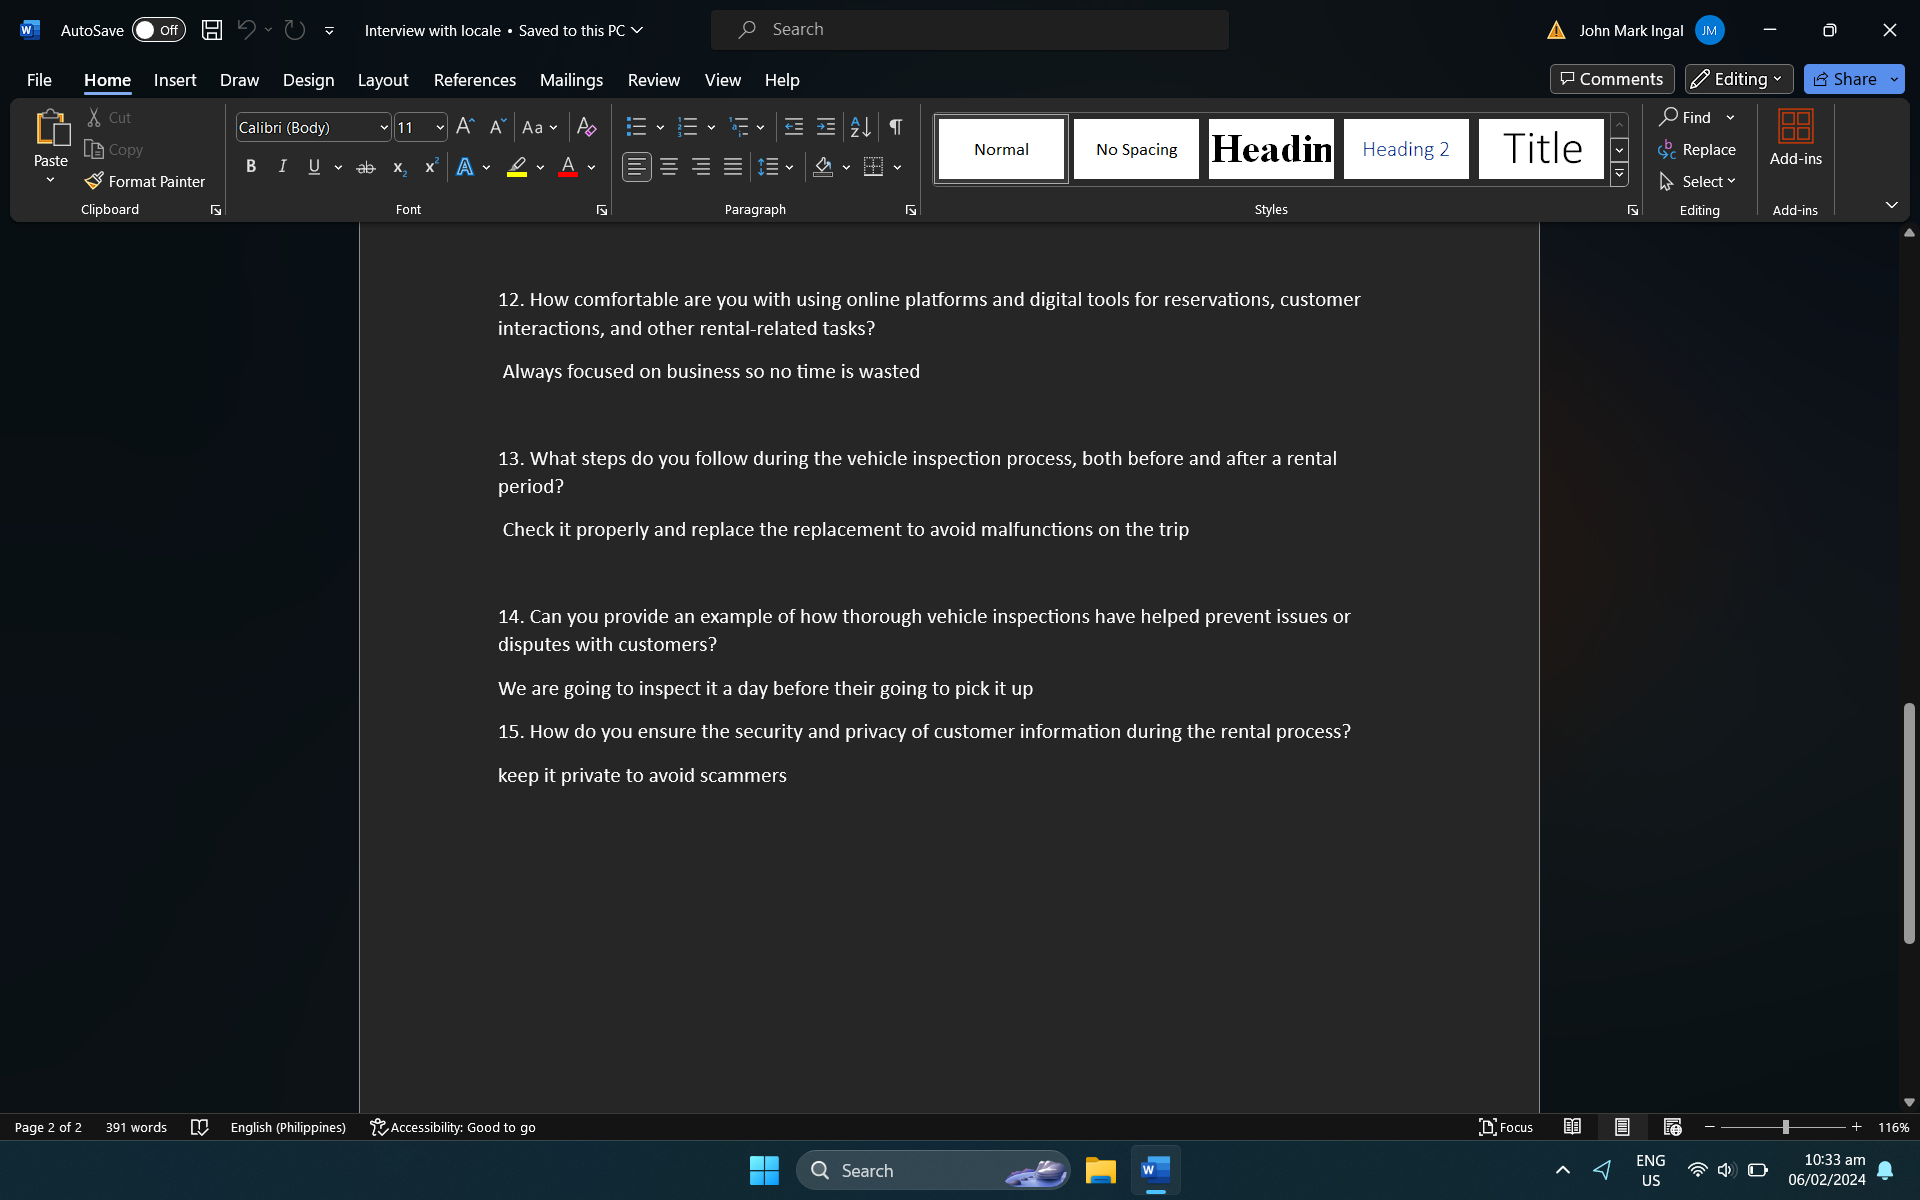 AutoSave Off Interview with locale • Saved to this PC Search John Mark Ingal JM
File Home Insert Draw Design Layout References Mailings Review View Help Comments Editing Share
Paste Cut Copy Format Painter Clipboard
Calibri (Body) 11 Aa B I U ab x₂ x² A A Font
Paragraph
Normal No Spacing Headin Heading 2 Title Styles
Find Replace Select Editing
Add-ins Add-ins
12. How comfortable are you with using online platforms and digital tools for reservations, customer
interactions, and other rental-related tasks?
Always focused on business so no time is wasted
13. What steps do you follow during the vehicle inspection process, both before and after a rental
period?
Check it properly and replace the replacement to avoid malfunctions on the trip
14. Can you provide an example of how thorough vehicle inspections have helped prevent issues or
disputes with customers?
We are going to inspect it a day before their going to pick it up
15. How do you ensure the security and privacy of customer information during the rental process?
keep it private to avoid scammers
Page 2 of 2 391 words English (Philippines) Accessibility: Good to go Focus 116%
Search ENG US 10:33 am 06/02/2024